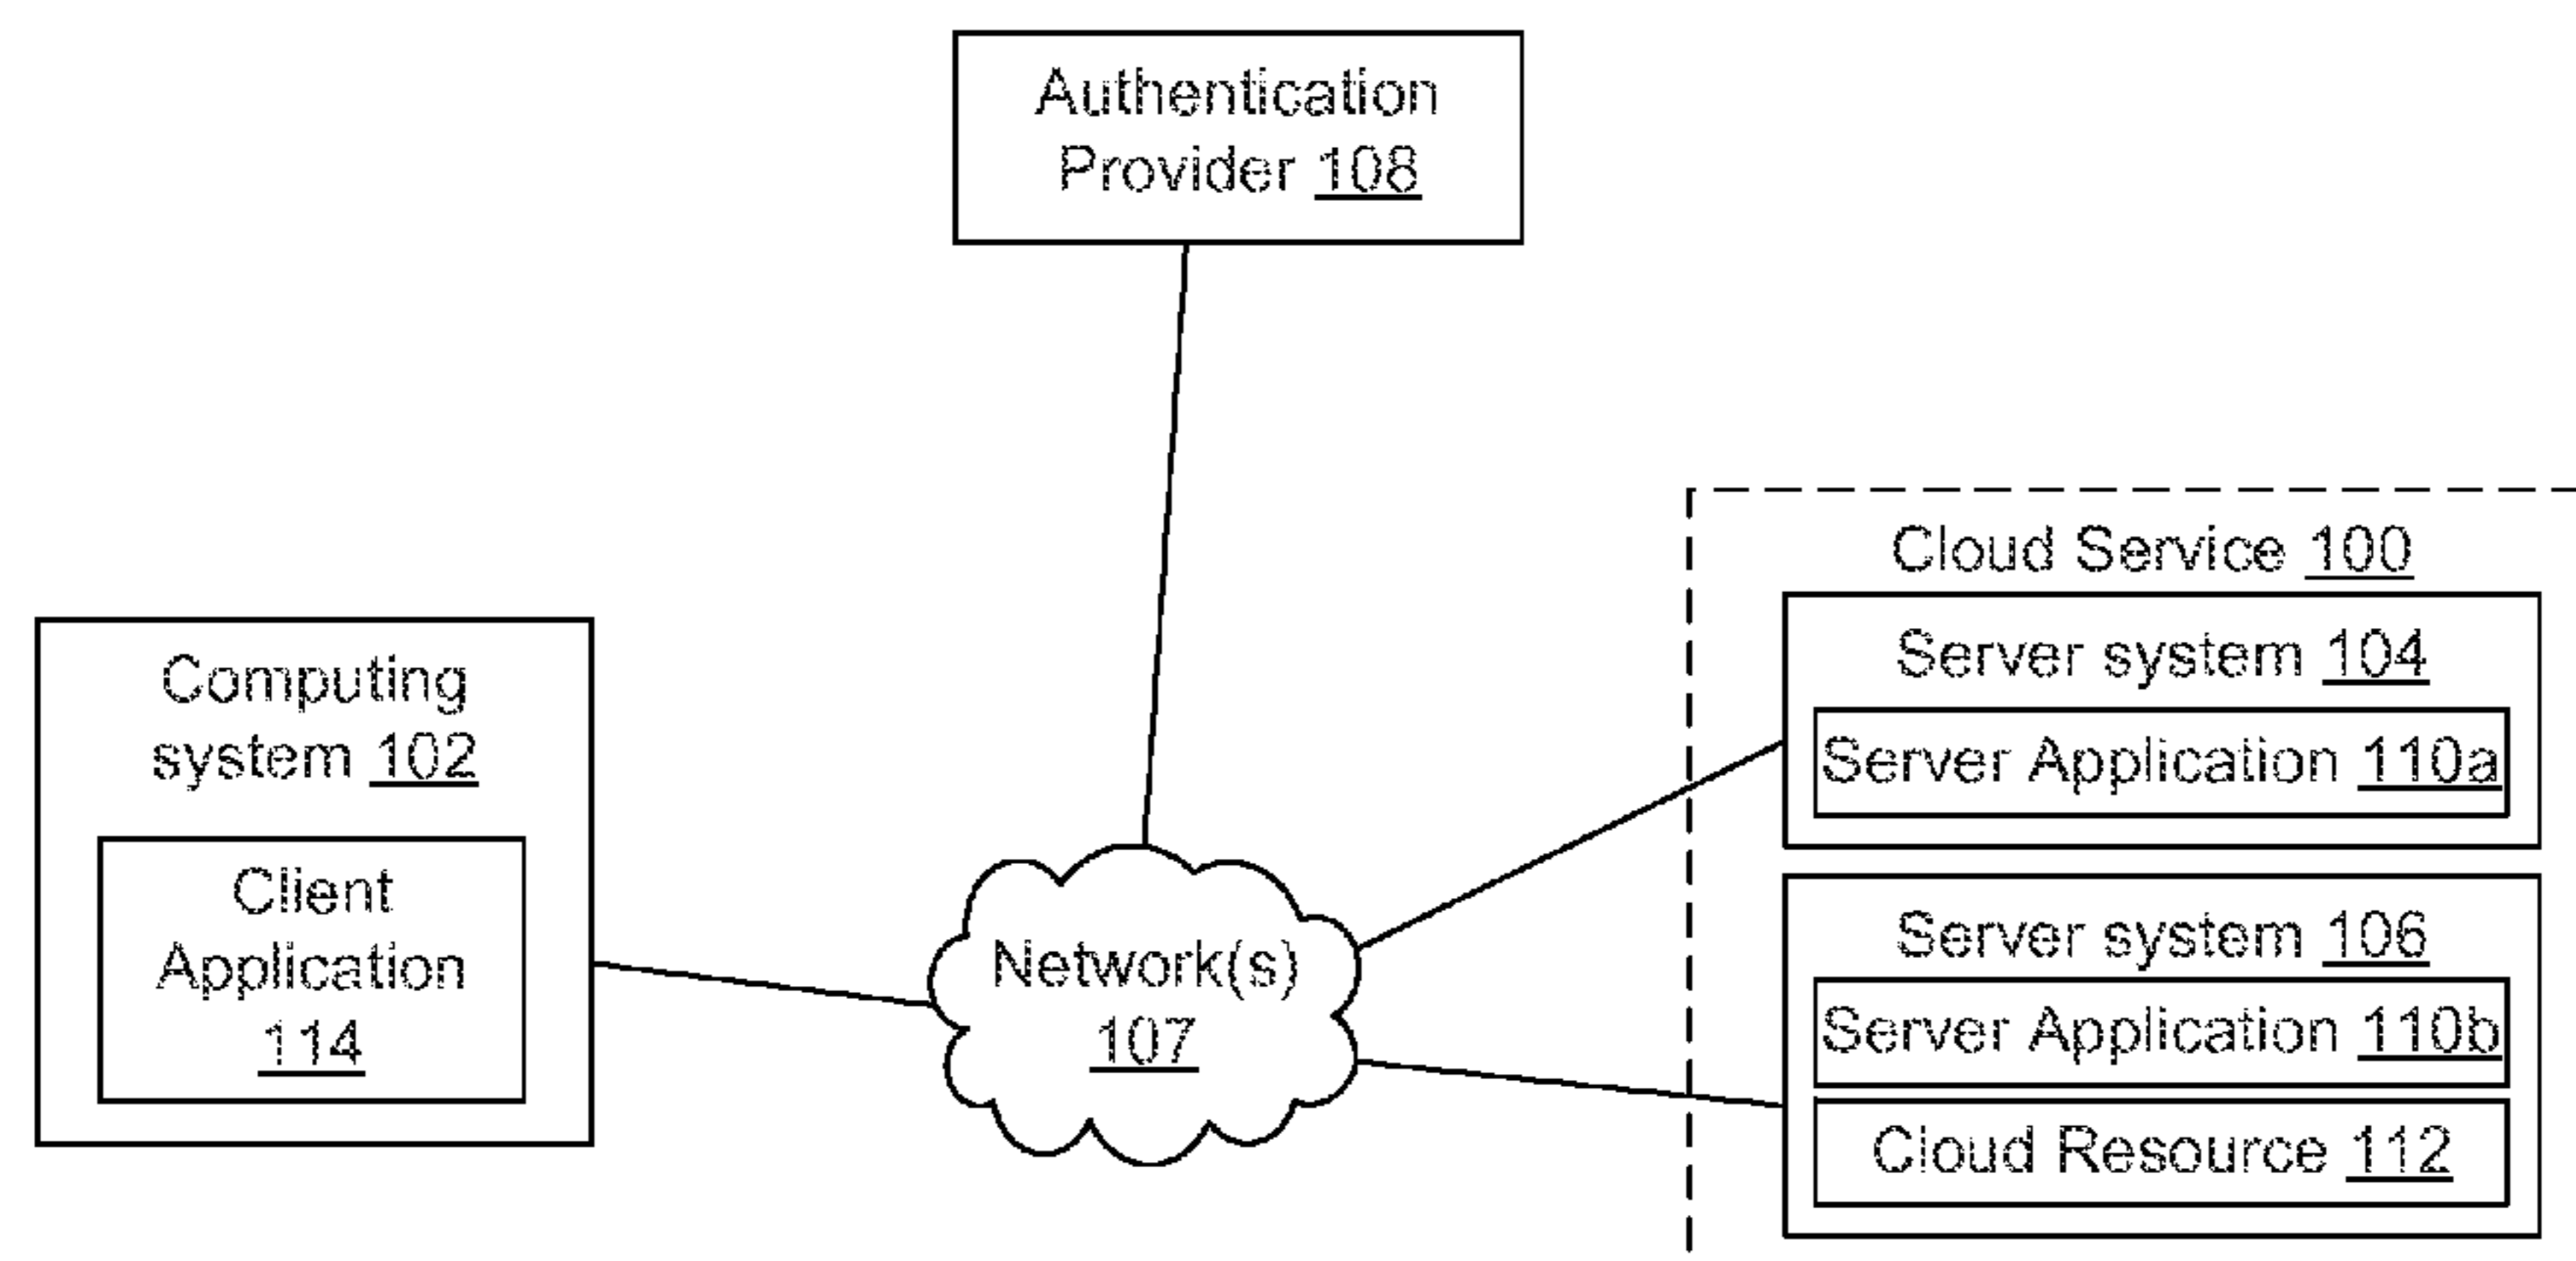 Authentication
Provider 108
Cloud Service 100
Server system 104
Server Application 110a
Computing
system 102
Client
Application
114
Network(s)
107
Server system 106
Server Application 110b
Cloud Resource 112